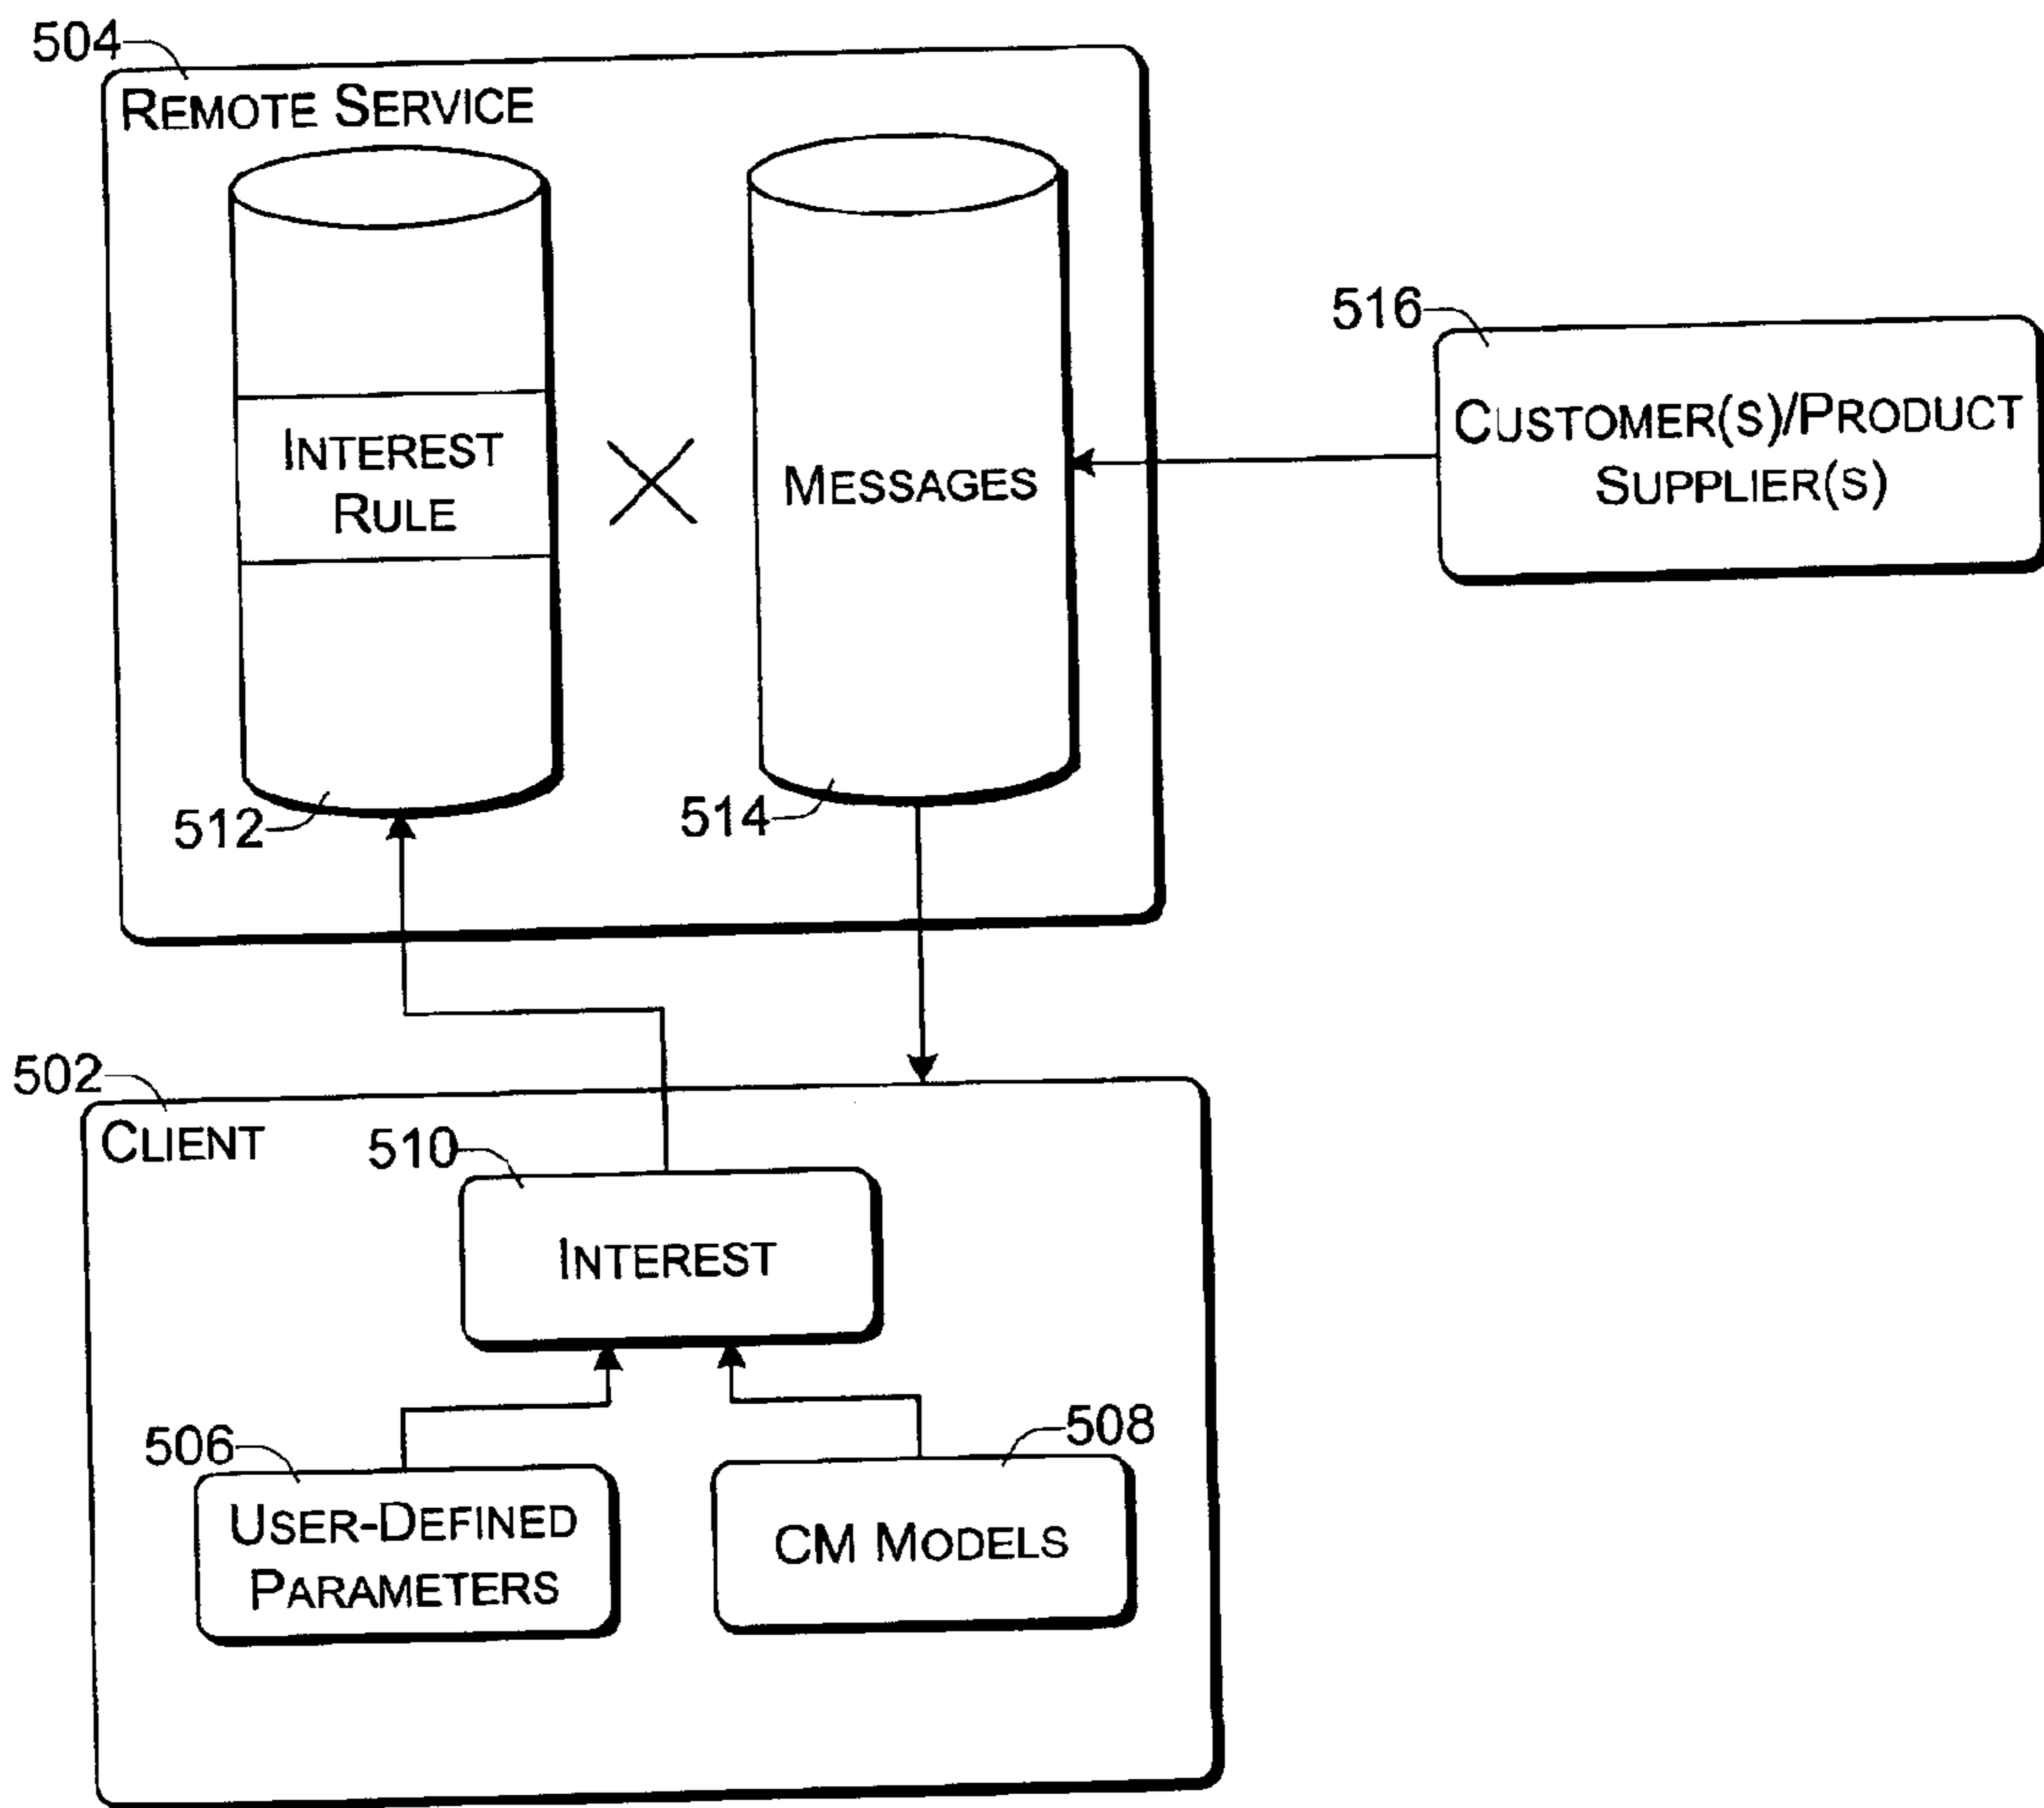 504
REMOTE SERVICE
INTEREST
RULE
MESSAGES
512
514
516
CUSTOMER(S)/PRODUCT
SUPPLIER(S)
502
CLIENT
510
INTEREST
506
USER-DEFINED
PARAMETERS
508
CM MODELS